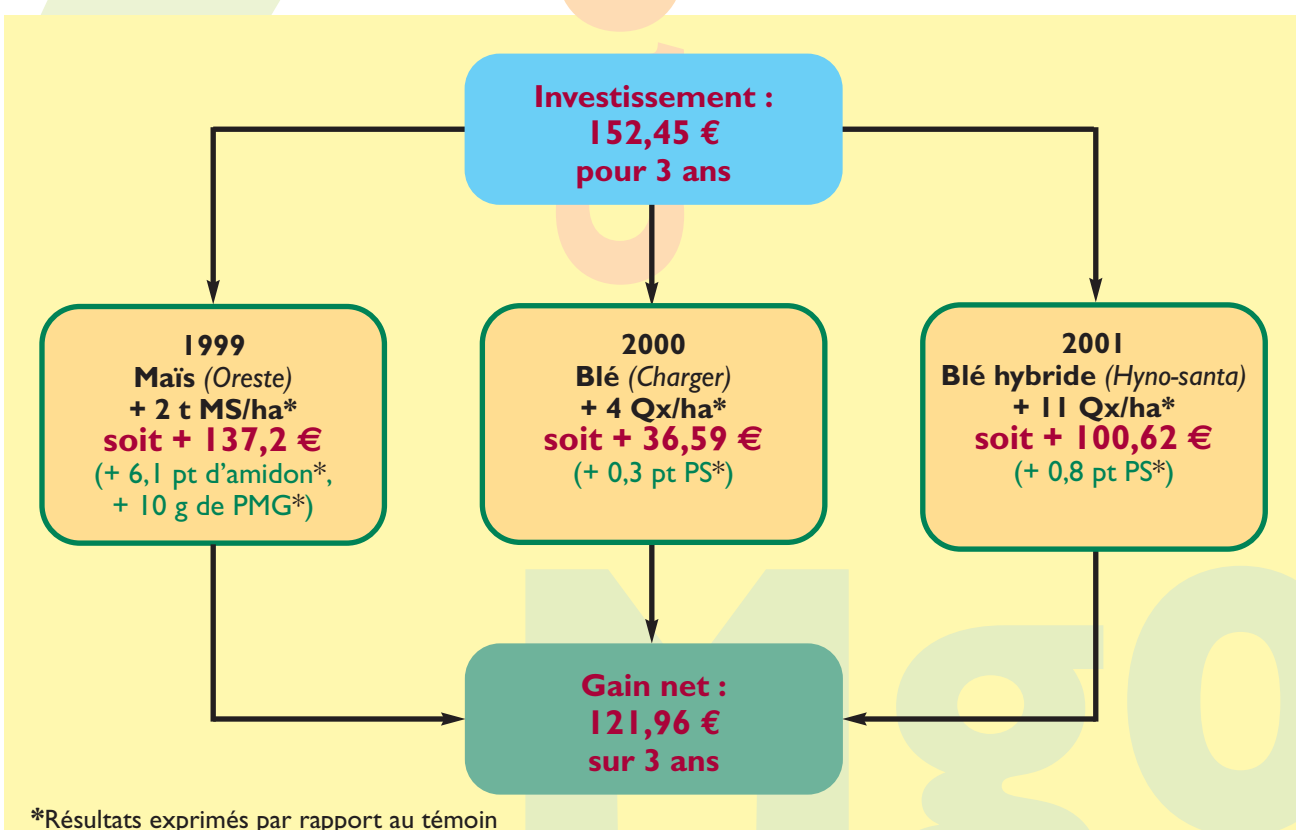 Investissement :
152,45 €
pour 3 ans
1999
Maïs (Oreste)
+ 2 t MS/ha*
soit + 137,2 €
(+ 6,1 pt d'amidon*,
+ 10 g de PMG*)
2000
Blé (Charger)
+ 4 Qx/ha*
soit + 36,59 €
(+ 0,3 pt PS*)
2001
Blé hybride (Hyno-santa)
+ 11 Qx/ha*
soit + 100,62 €
(+ 0,8 pt PS*)
Gain net :
121,96 €
sur 3 ans
*Résultats exprimés par rapport au témoin
MgO